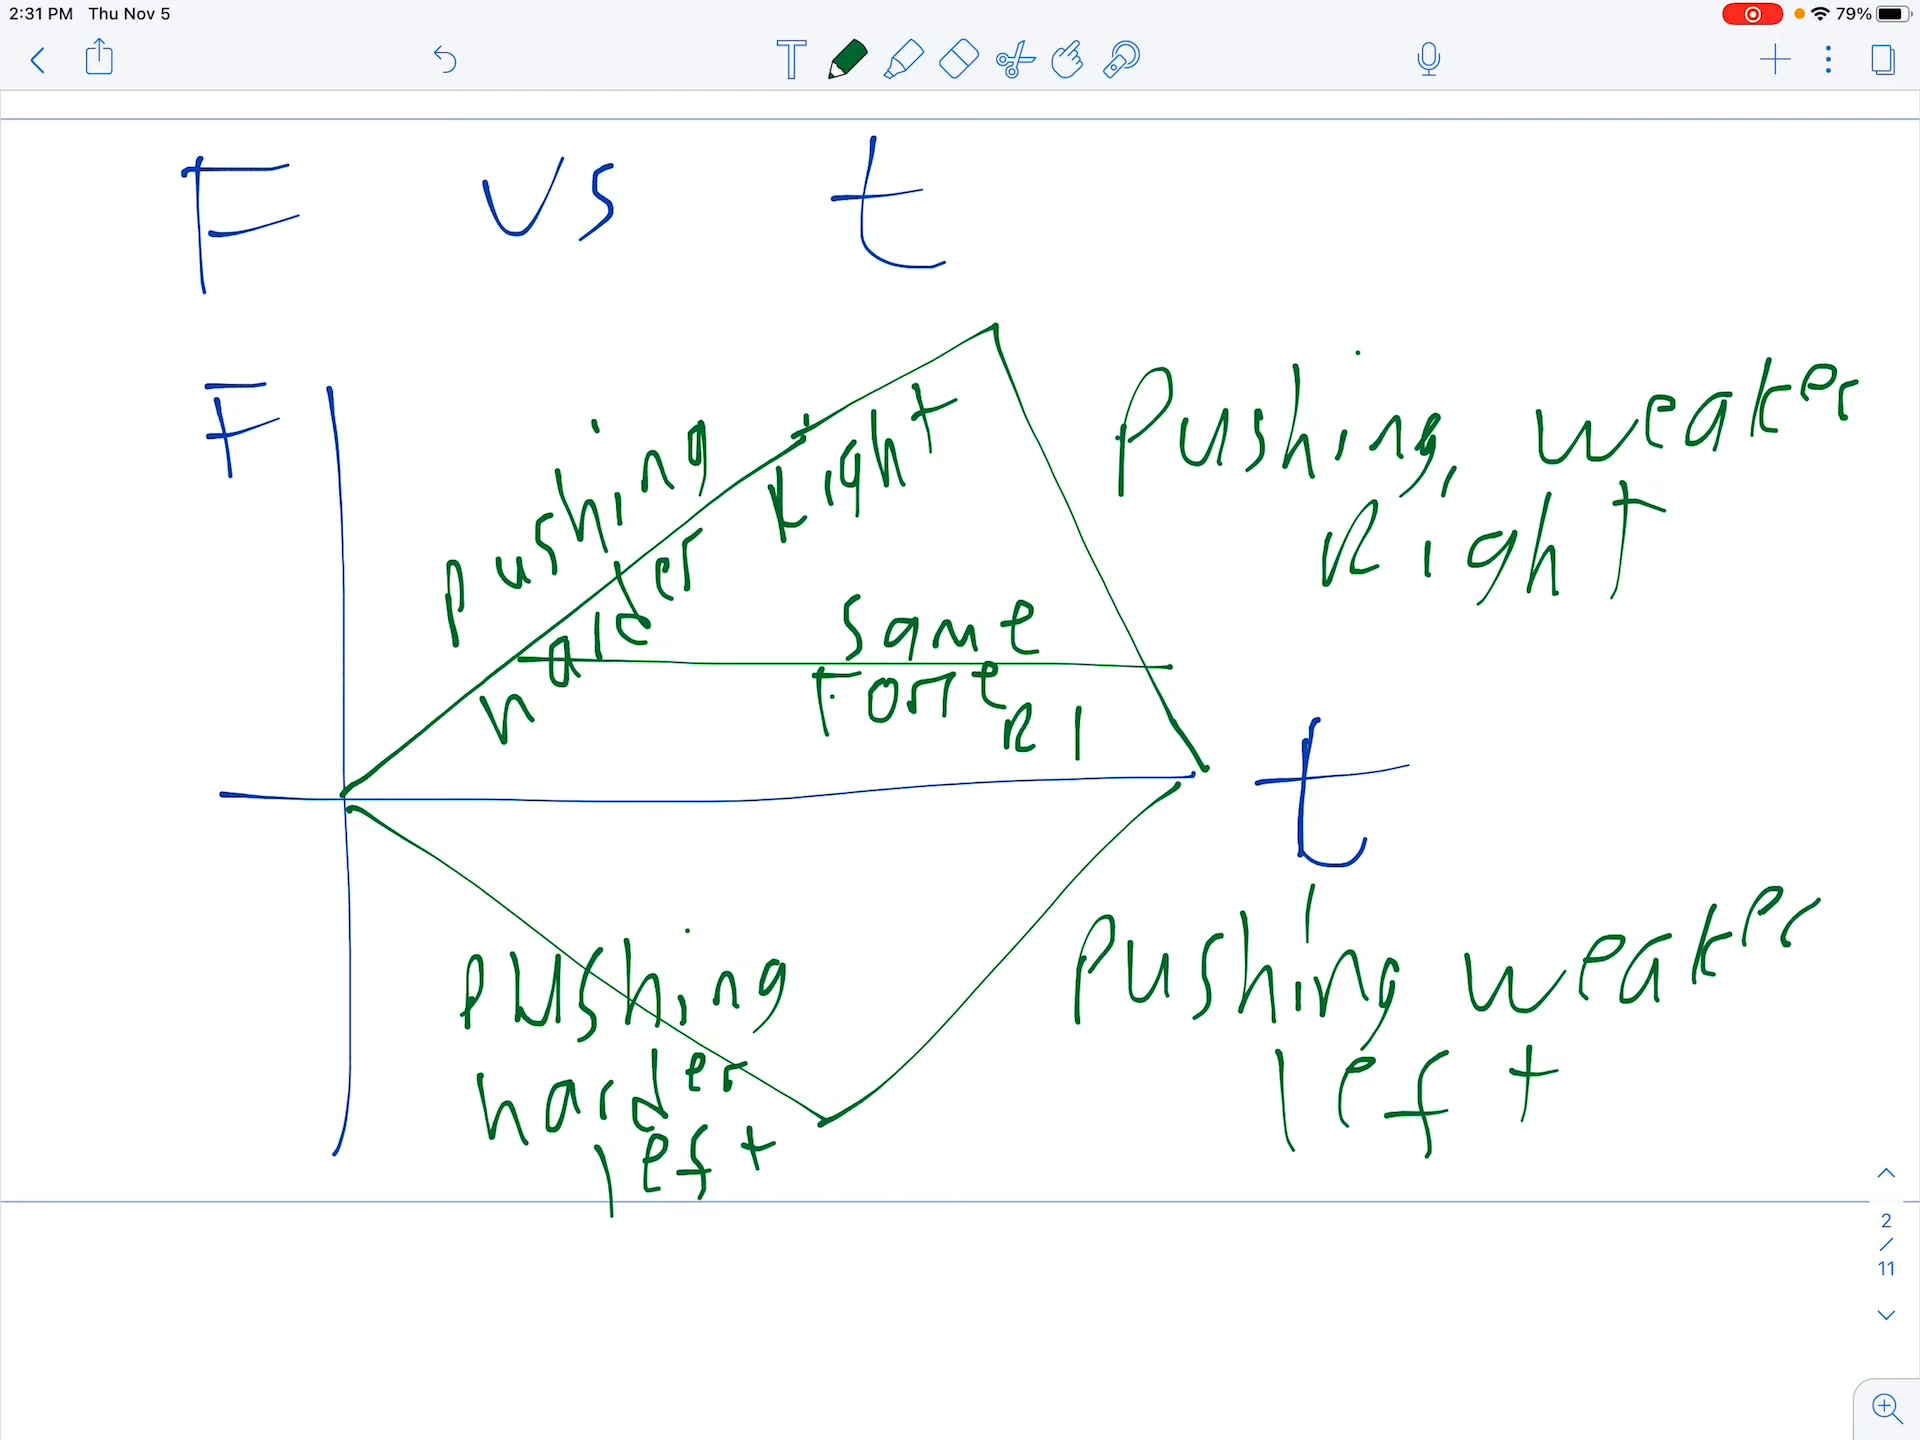 2:31 PM Thu Nov 5
79%
T
F vs t
F
pushing
harder Right
Pushing, weaker
Right
same
Force RI
t
pushing
harder
left
Pushing weaker
left
2
/
11